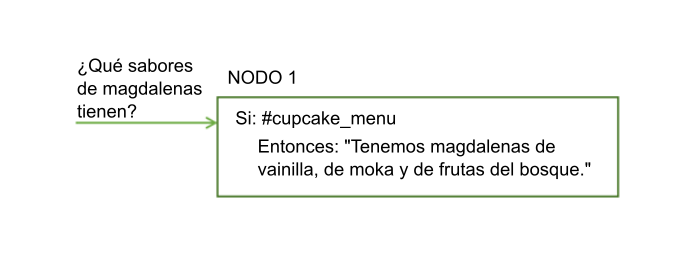 ¿Qué sabores
de magdalenas
tienen?
NODO 1
Si: #cupcake_menu
Entonces: "Tenemos magdalenas de
vainilla, de moka y de frutas del bosque."